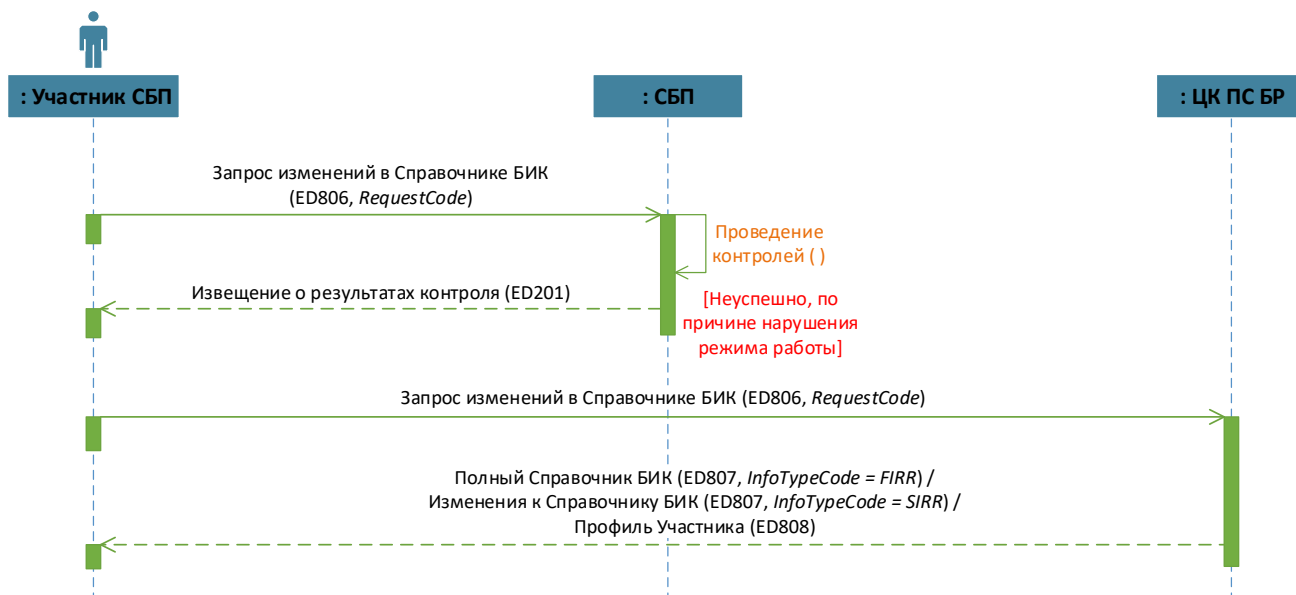 : Участник СБП
: СБП
: ЦК ПС БР
Запрос изменений в Справочнике БИК
(ED806, RequestCode)
Проведение
контролей ( )
Извещение о результатах контроля (ED201)
[Неуспешно, по
причине нарушения
режима работы]
Запрос изменений в Справочнике БИК (ED806, RequestCode)
Полный Справочник БИК (ED807, InfoTypeCode = FIRR) /
Изменения к Справочнику БИК (ED807, InfoTypeCode = SIRR) /
Профиль Участника (ED808)